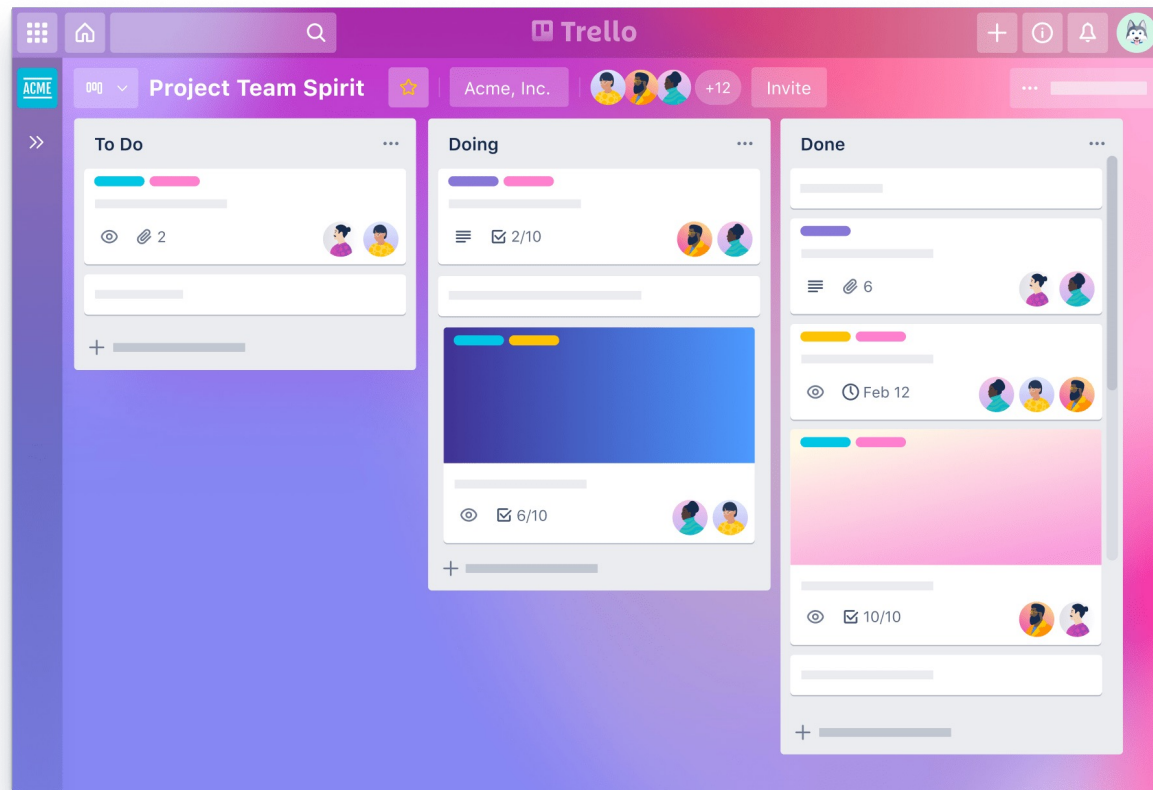 Trello
ACME
Project Team Spirit
Acme, Inc.
+12
Invite
To Do
2
Doing
2/10
6/10
Done
6
Feb 12
10/10